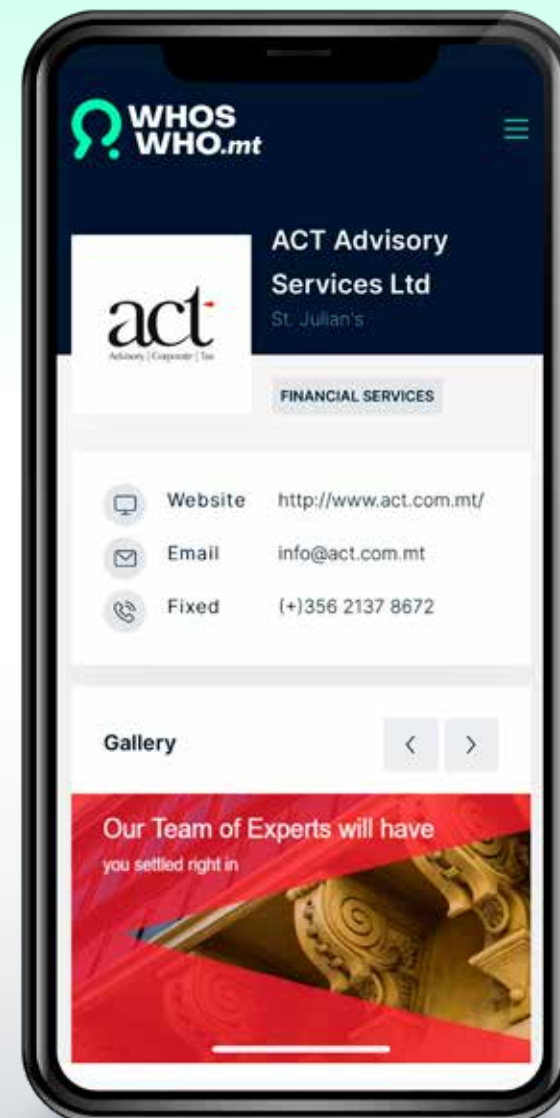 WHOS
WHO.mt
ACT Advisory
Services Ltd
St. Julian's
act
Advisory | Corporate | Tax
FINANCIAL SERVICES
Website http://www.act.com.mt/
Email info@act.com.mt
Fixed (+)356 2137 8672
Gallery
Our Team of Experts will have
you settled right in